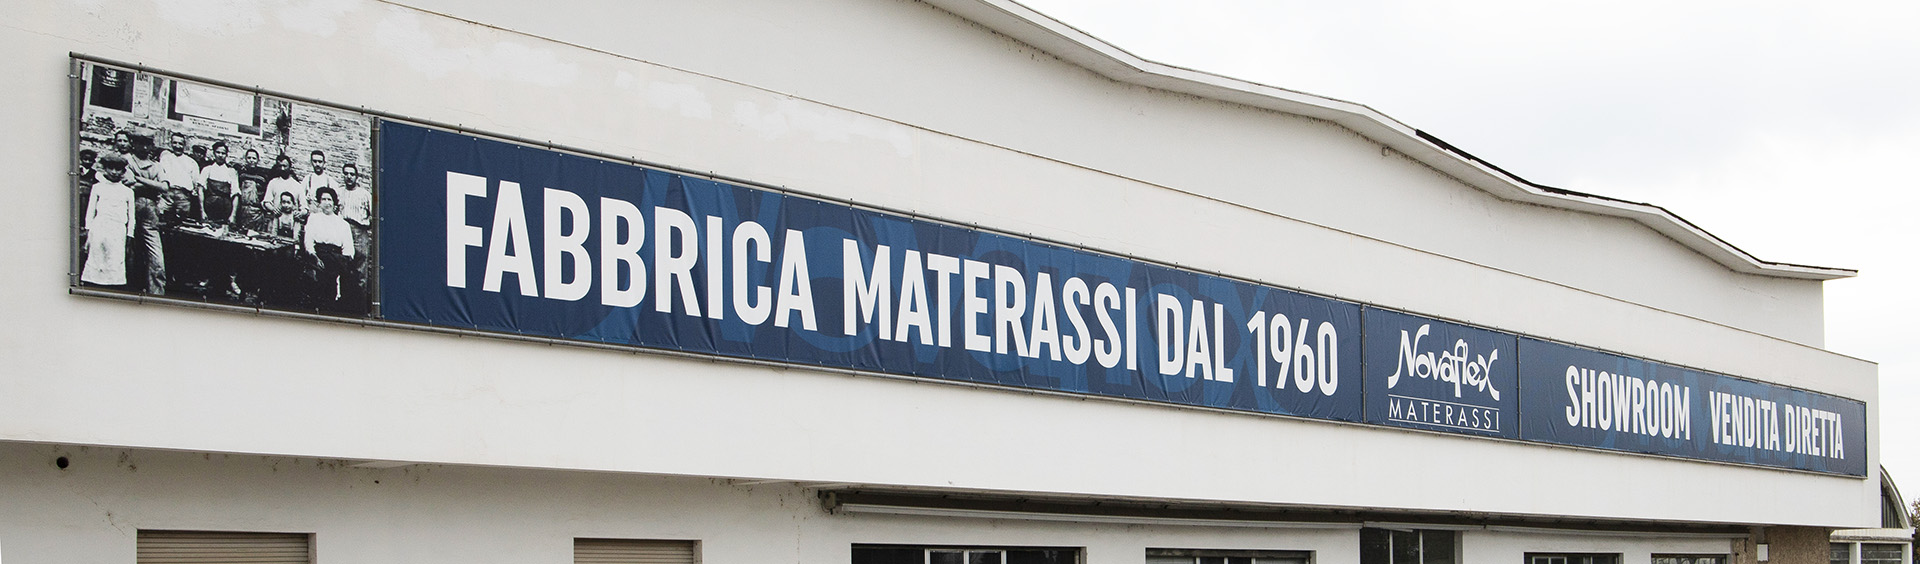 FABBRICA MATERASSI DAL 1960
Novaflex
MATERASSI
SHOWROOM VENDITA DIRETTA